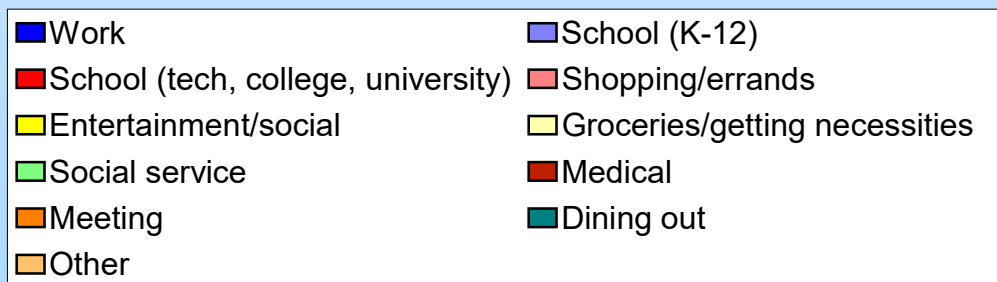 Work School (K-12)
School (tech, college, university) Shopping/errands
Entertainment/social Groceries/getting necessities
Social service Medical
Meeting Dining out
Other